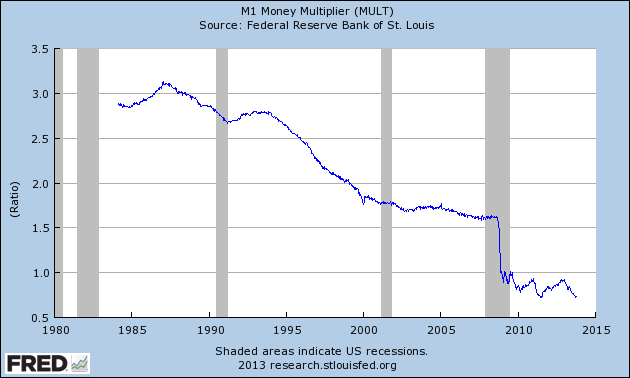 M1 Money Multiplier (MULT)
Source: Federal Reserve Bank of St. Louis
3.5
3.0
2.5
2.0
1.5
1.0
0.5
(Ratio)
1980 1985 1990 1995 2000 2005 2010 2015
Shaded areas indicate US recessions.
2013 research.stlouisfed.org
FRED